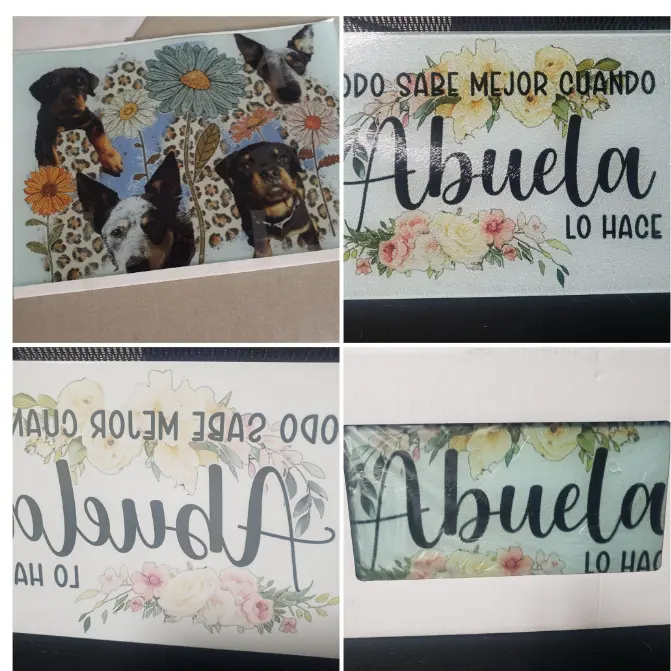 ODO SABE MEJOR CUANDO
Abuela
LO HACE
ODO SABE MEJOR CUAN
Abuela
LO HA
Abuela
LO HAC